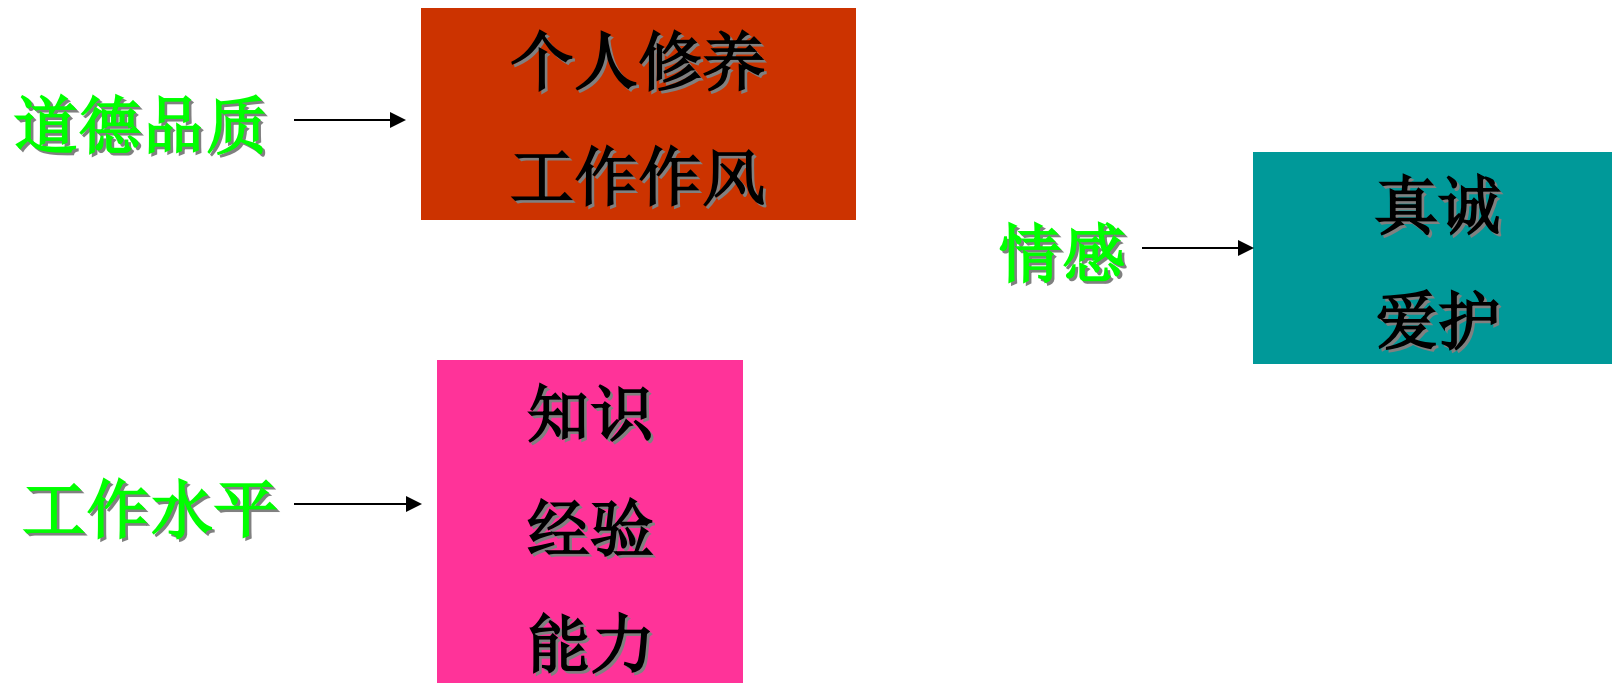 道德品质
个人修养
工作作风
情感
真诚
爱护
工作水平
知识
经验
能力